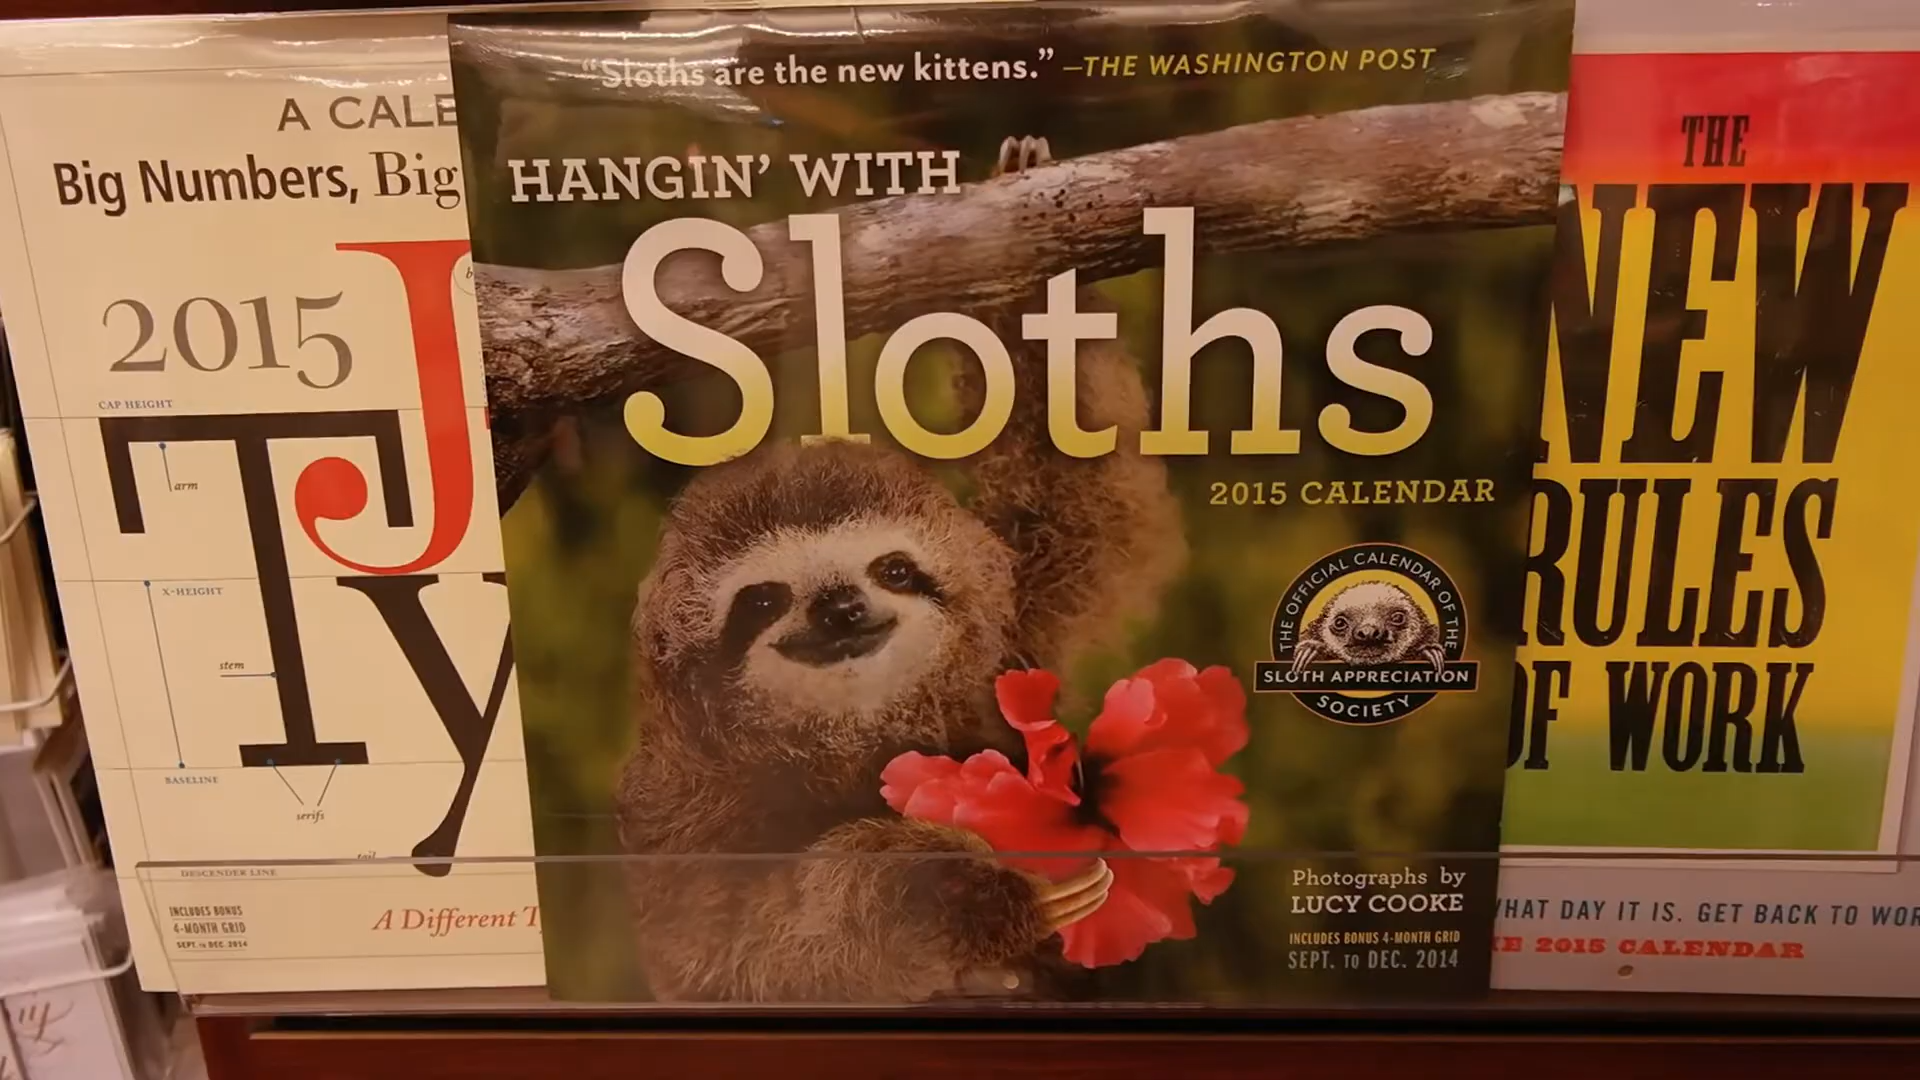 A CALE
Big Numbers, Big
2015
J
Ty
CAP HEIGHT
arm
X-HEIGHT
stem
BASELINE
serifs
tail
DESCENDER LINE
INCLUDES BONUS
4-MONTH GRID
SEPT. TO DEC. 2014
A Different T
“Sloths are the new kittens.” –THE WASHINGTON POST
HANGIN’ WITH
Sloths
2015 CALENDAR
THE OFFICIAL CALENDAR OF THE
SLOTH APPRECIATION
SOCIETY
Photographs by
LUCY COOKE
INCLUDES BONUS 4-MONTH GRID
SEPT. TO DEC. 2014
THE
NEW
RULES
OF WORK
WHAT DAY IT IS. GET BACK TO WOR
2015 CALENDAR